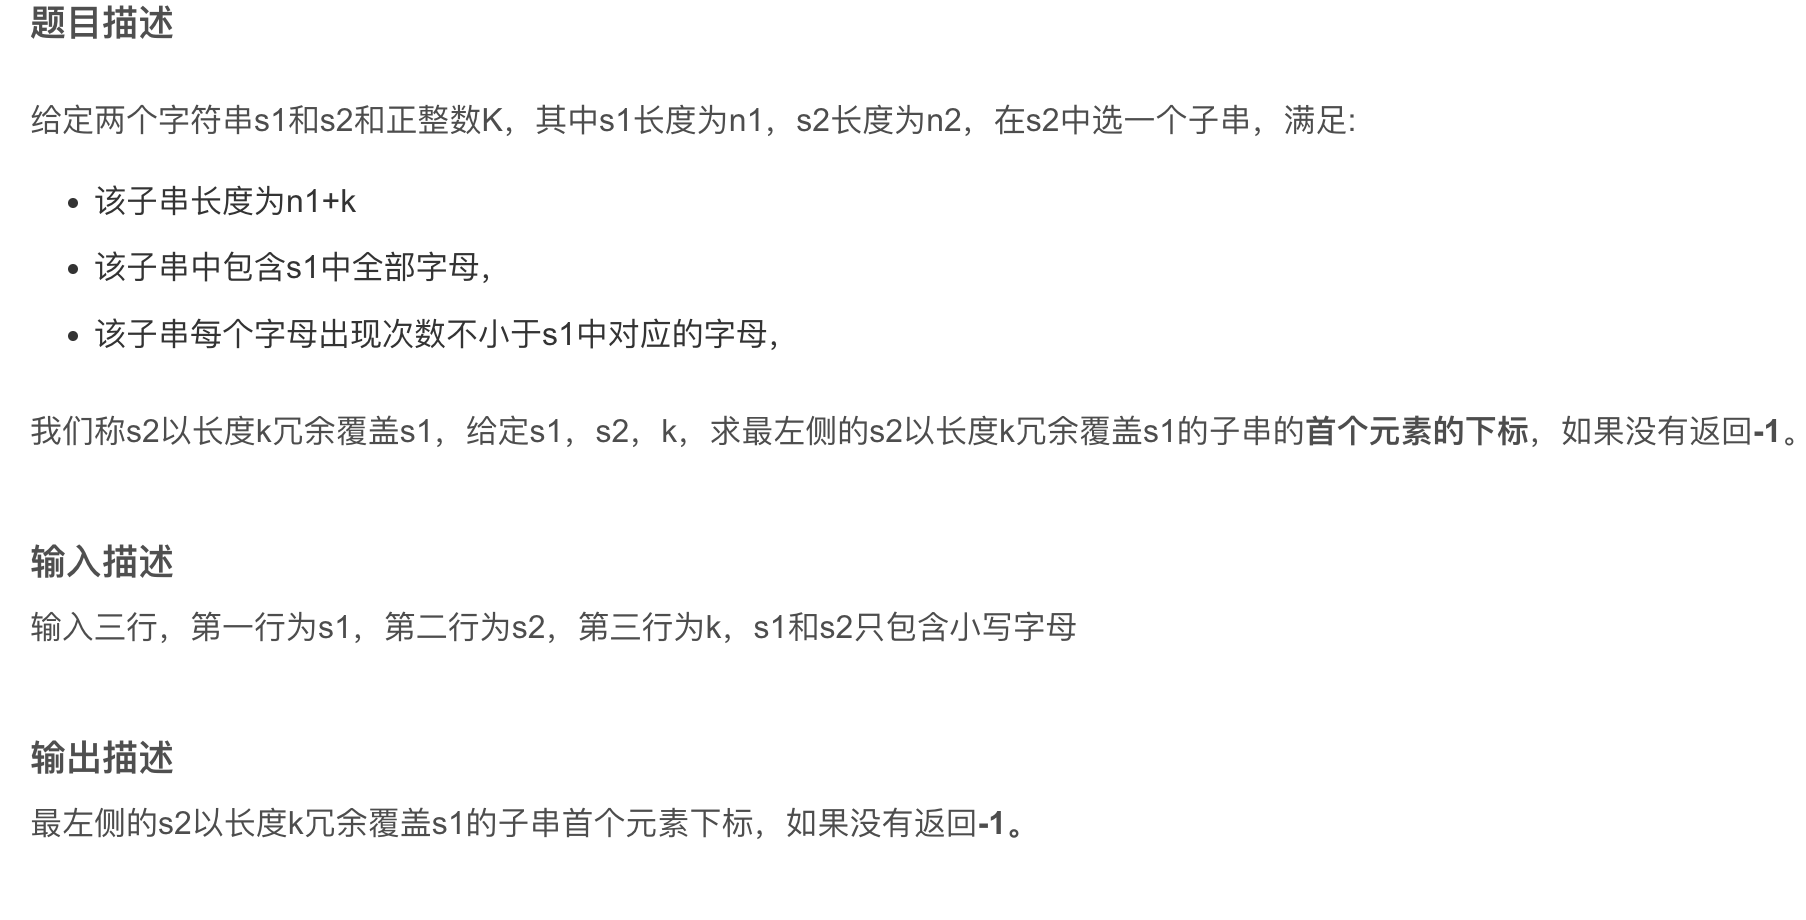 题目描述
给定两个字符串s1和s2和正整数K，其中s1长度为n1，s2长度为n2，在s2中选一个子串，满足:
• 该子串长度为n1+k
• 该子串中包含s1中全部字母，
• 该子串每个字母出现次数不小于s1中对应的字母，
我们称s2以长度k冗余覆盖s1，给定s1，s2，k，求最左侧的s2以长度k冗余覆盖s1的子串的首个元素的下标，如果没有返回-1。
输入描述
输入三行，第一行为s1，第二行为s2，第三行为k，s1和s2只包含小写字母
输出描述
最左侧的s2以长度k冗余覆盖s1的子串首个元素下标，如果没有返回-1。